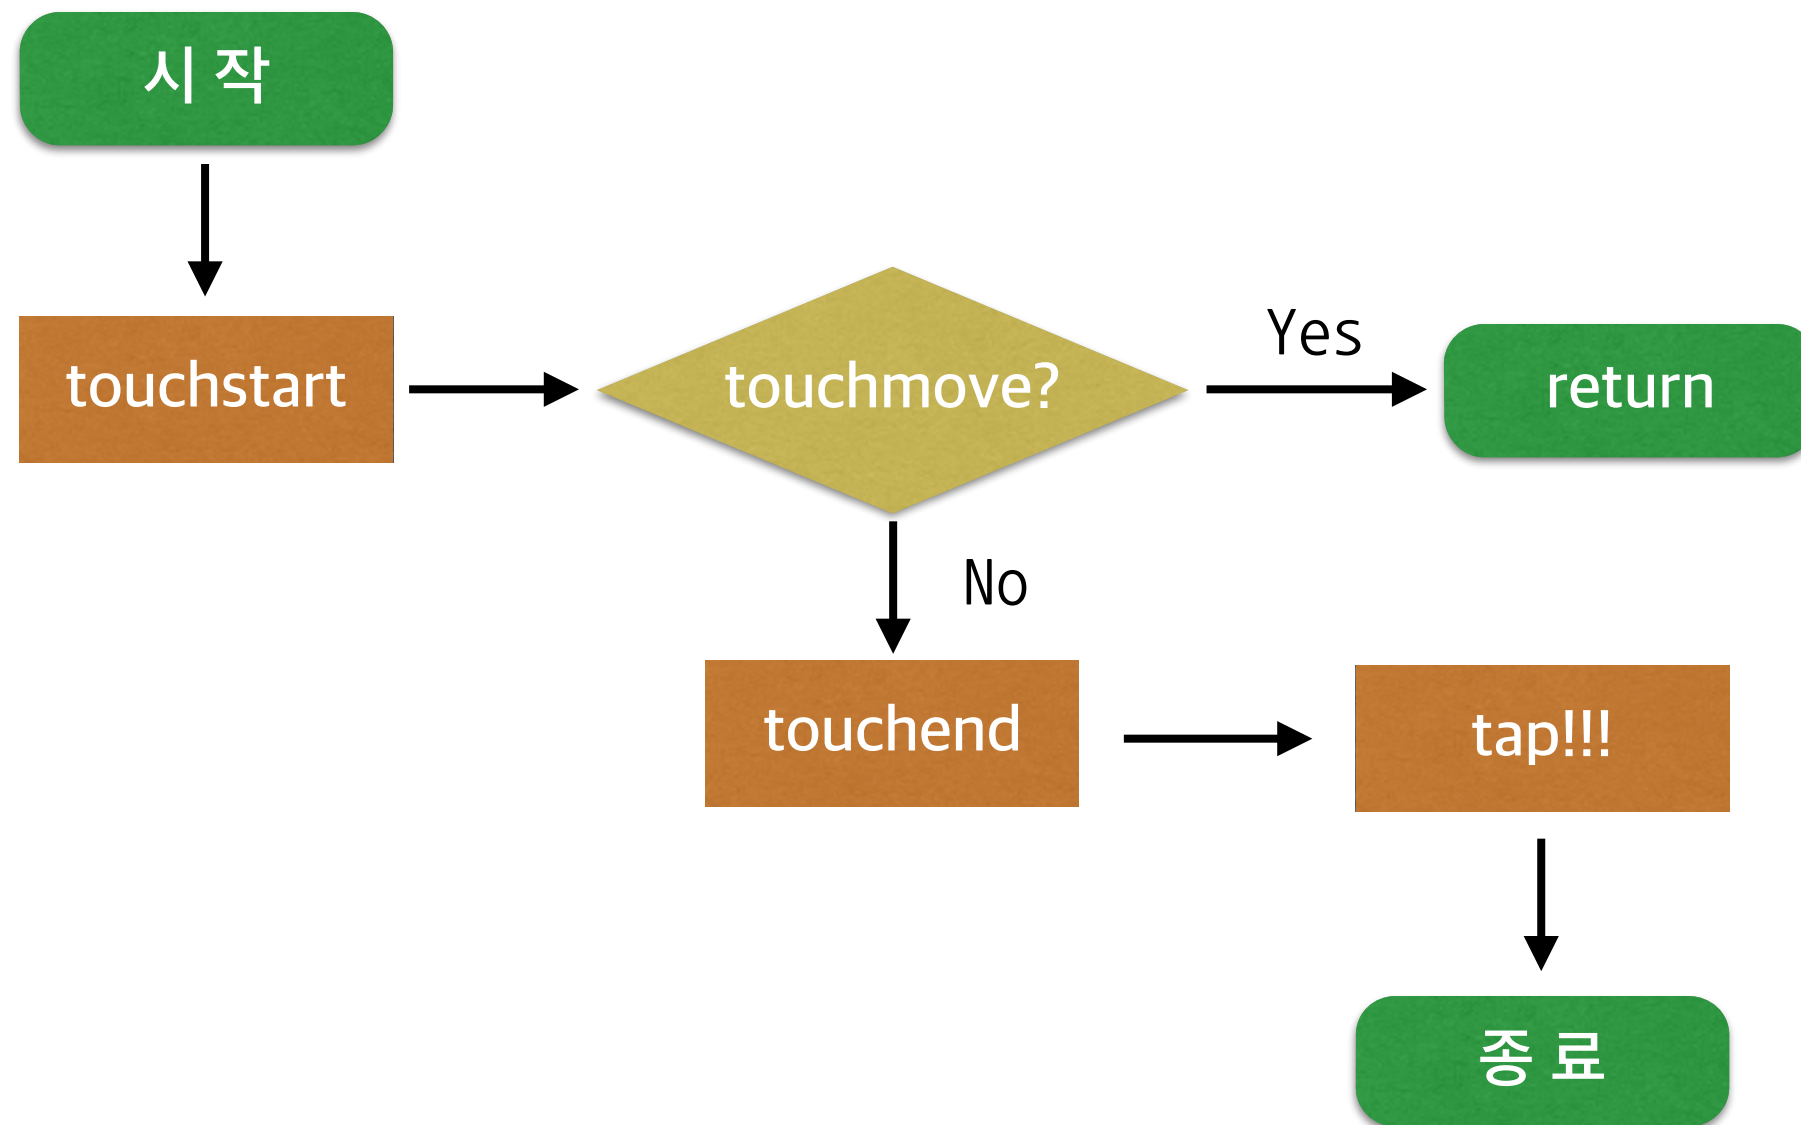 시 작
touchstart
touchmove?
Yes
return
No
touchend
tap!!!
종 료